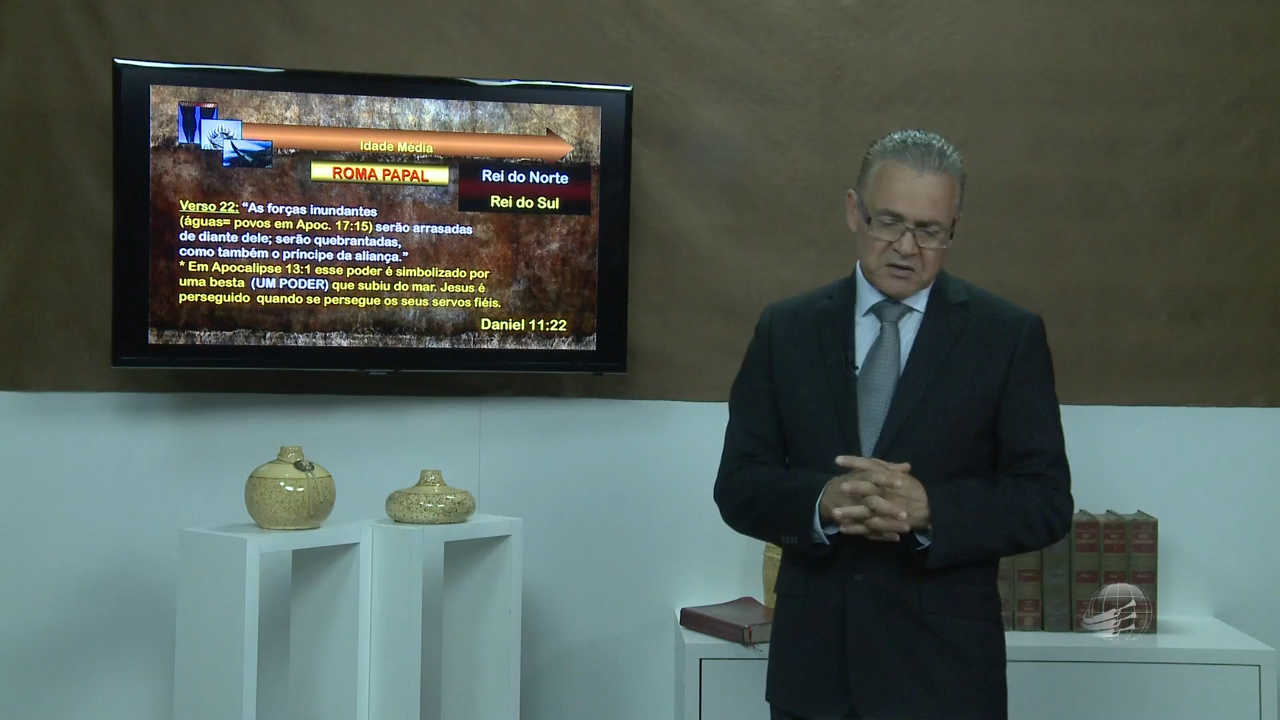 Idade Média
ROMA PAPAL
Rei do Norte
Rei do Sul
Verso 22: “As forças inundantes
(águas= povos em Apoc. 17:15) serão arrasadas
de diante dele; serão quebrantadas,
como também o príncipe da aliança.”
* Em Apocalipse 13:1 esse poder é simbolizado por
uma besta (UM PODER) que subiu do mar. Jesus é
perseguido quando se persegue os seus servos fiéis.
Daniel 11:22